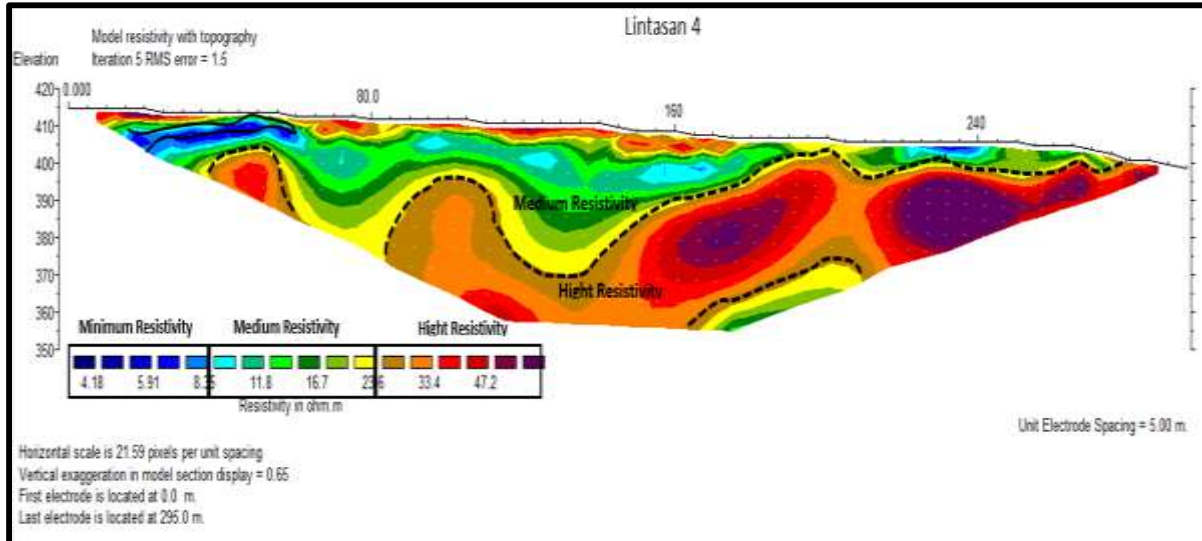 Lintasan 4
Model resistivity with topography
Elevation Iteration 5 RMS error = 1.5
420 0.000 80.0 160 240
410
400
390
Medium Resistivity
380
370
Hight Resistivity
360
350
Minimum Resistivity Medium Resistivity Hight Resistivity
4.18 5.91 8.35 11.8 16.7 23.6 33.4 47.2
Resistivity in ohm.m
Unit Electrode Spacing = 5.00 m.
Horizontal scale is 21.59 pixels per unit spacing
Vertical exaggeration in model section display = 0.65
First electrode is located at 0.0 m.
Last electrode is located at 295.0 m.